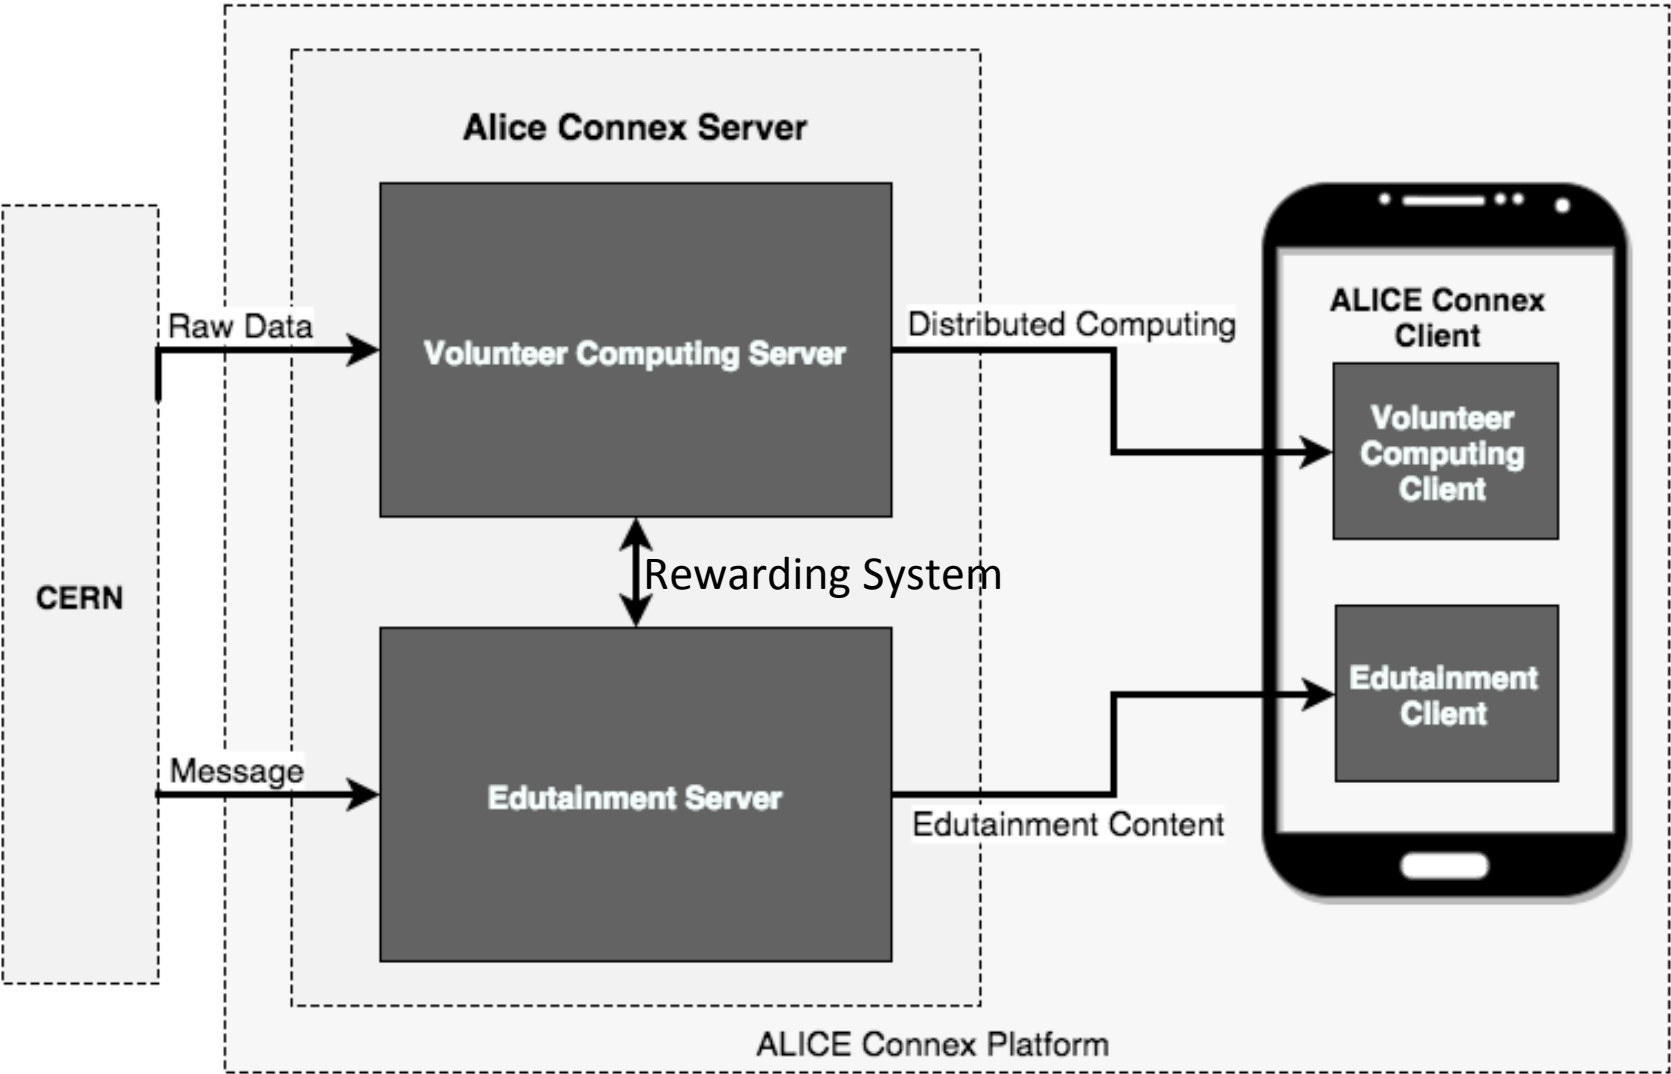 Alice Connex Server
Raw Data
Volunteer Computing Server
Distributed Computing
ALICE Connex
Client
Volunteer
Computing
Client
CERN
Rewarding System
Message
Edutainment Server
Edutainment Content
Edutainment
Client
ALICE Connex Platform